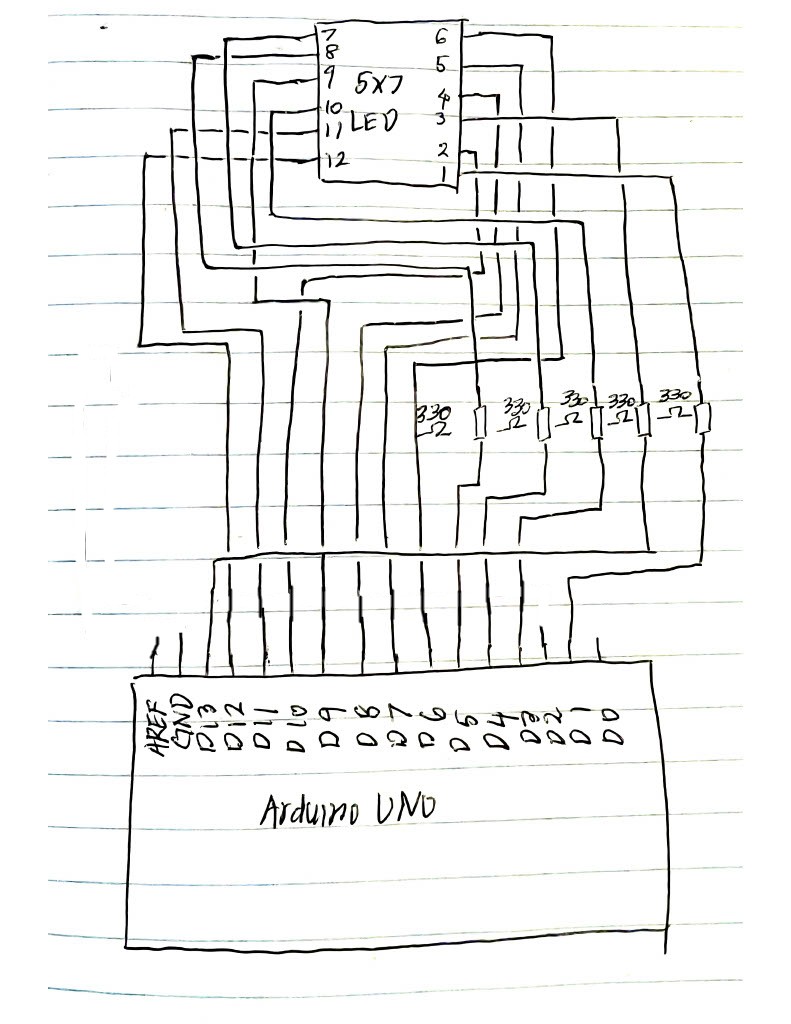 7 6
8
9 5
5X7
10 4
11 LED 3
12 2
1
330 330 330 330 330
Ω Ω Ω Ω Ω
AREF
GND
D13
D12
D11
D10
D9
D8
D7
D6
D5
D4
D3
D2
D1
D0
Arduino UNO